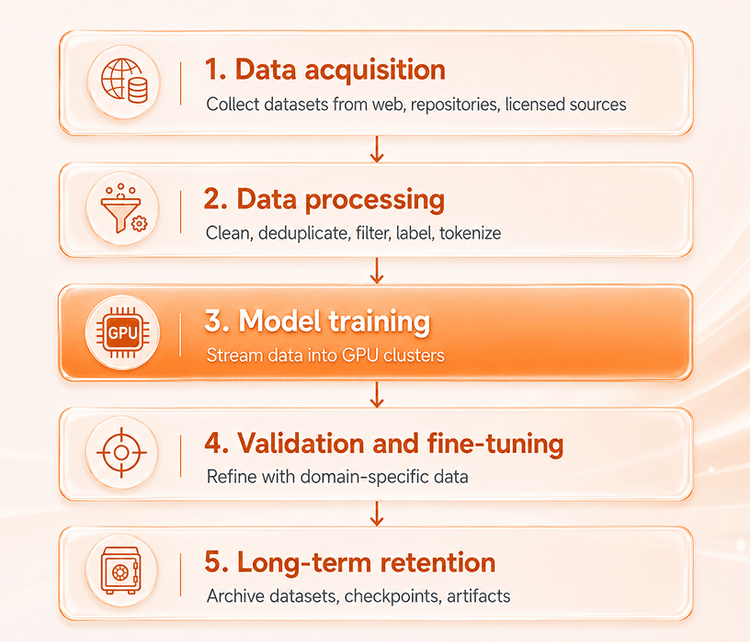 1. Data acquisition
Collect datasets from web, repositories, licensed sources
2. Data processing
Clean, deduplicate, filter, label, tokenize
GPU
3. Model training
Stream data into GPU clusters
4. Validation and fine-tuning
Refine with domain-specific data
5. Long-term retention
Archive datasets, checkpoints, artifacts